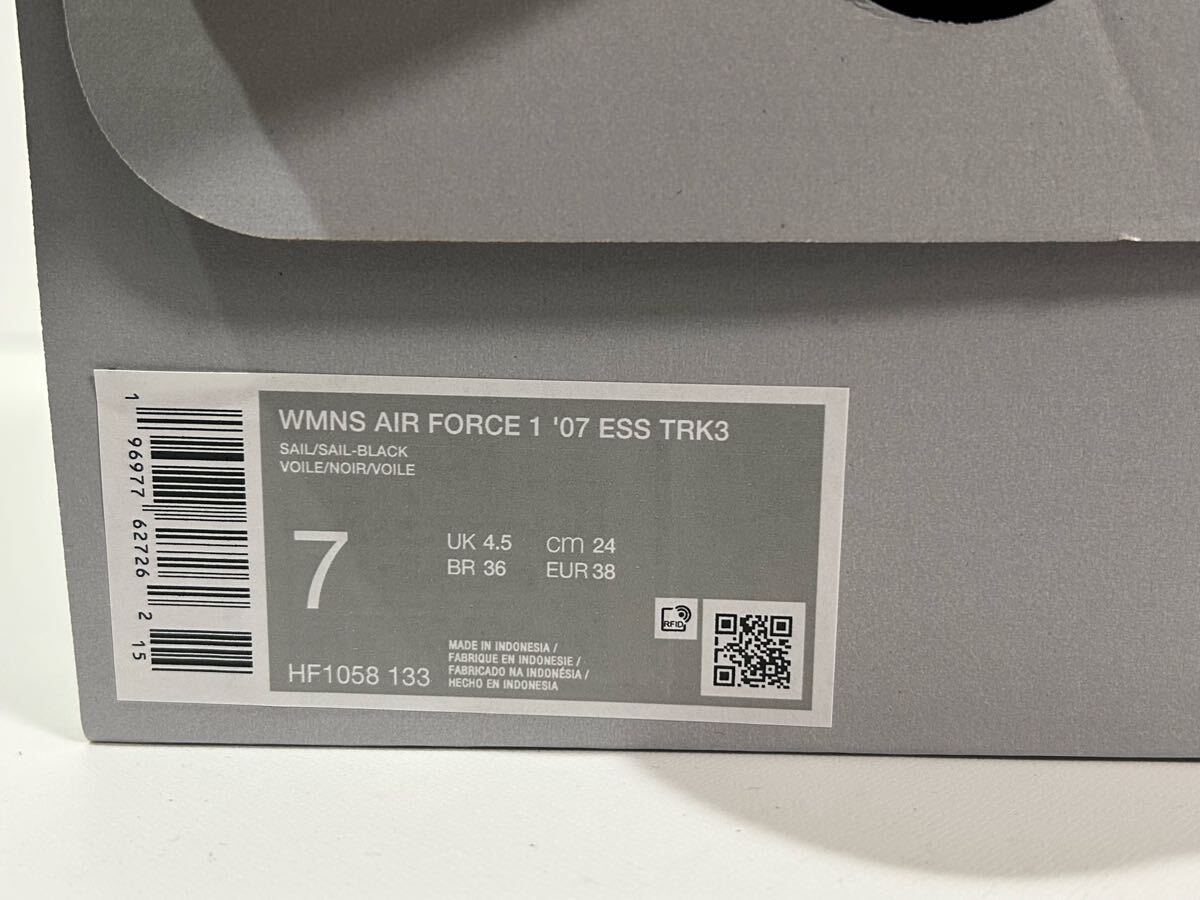 WMNS AIR FORCE 1 '07 ESS TRK3
SAIL/SAIL-BLACK
VOILE/NOIR/VOILE
7
UK 4.5 cm 24
BR 36 EUR 38
RFID
HF1058 133
MADE IN INDONESIA /
FABRIQUE EN INDONESIE /
FABRICADO NA INDONÉSIA /
HECHO EN INDONESIA
1 96977 62726 2 15